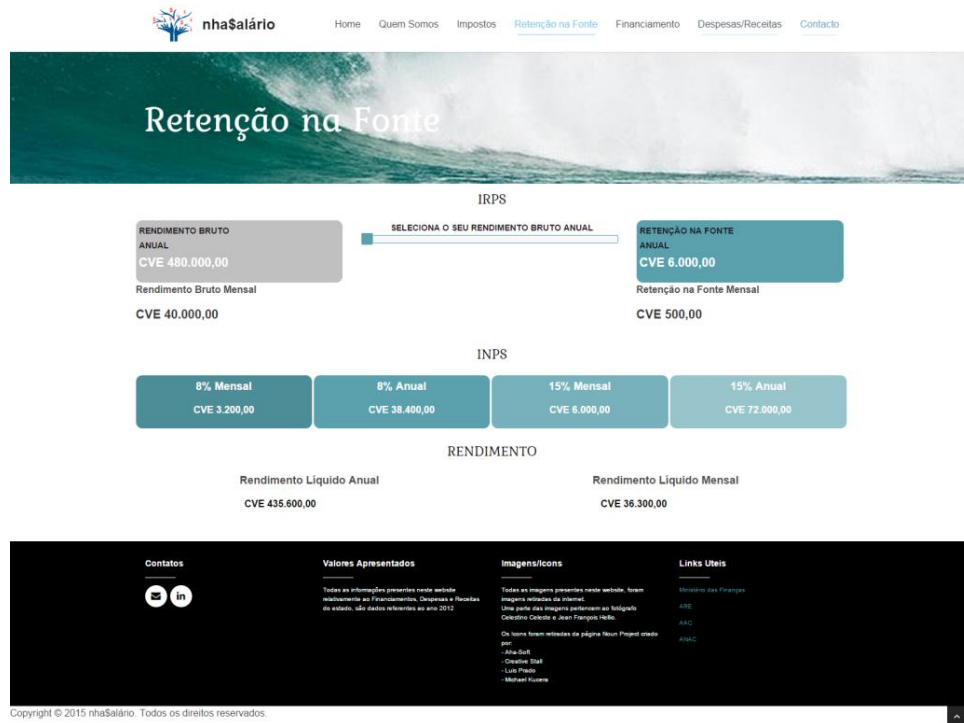 nha$alário
Home Quem Somos Impostos Retenção na Fonte Financiamento Despesas/Receitas Contacto
Retenção na Fonte
IRPS
RENDIMENTO BRUTO
ANUAL
CVE 480.000,00
Rendimento Bruto Mensal
CVE 40.000,00
SELECIONA O SEU RENDIMENTO BRUTO ANUAL
RETENÇÃO NA FONTE
ANUAL
CVE 6.000,00
Retenção na Fonte Mensal
CVE 500,00
INPS
8% Mensal
CVE 3.200,00
8% Anual
CVE 38.400,00
15% Mensal
CVE 6.000,00
15% Anual
CVE 72.000,00
RENDIMENTO
Rendimento Líquido Anual
CVE 435.600,00
Rendimento Líquido Mensal
CVE 36.300,00
Contatos
in
Valores Apresentados
Todas as informações presentes neste website
relativamente ao Financiamentos, Despesas e Receitas
do estado, são dados referentes ao ano 2012
Imagens/Icons
Todas as imagens presentes neste website, foram
imagens retiradas da internet.
Uma parte das imagens pertencem ao fotógrafo
Celestino Celeste e Jean François Hellio.
Os Icons foram retiradas da página Noun Project criado
por:
- Aha-Soft
- Creative Stall
- Luis Prado
- Michael Kucera
Links Uteis
Ministério das Finanças
ARE
AAC
ANAC
Copyright © 2015 nha$alário. Todos os direitos reservados.